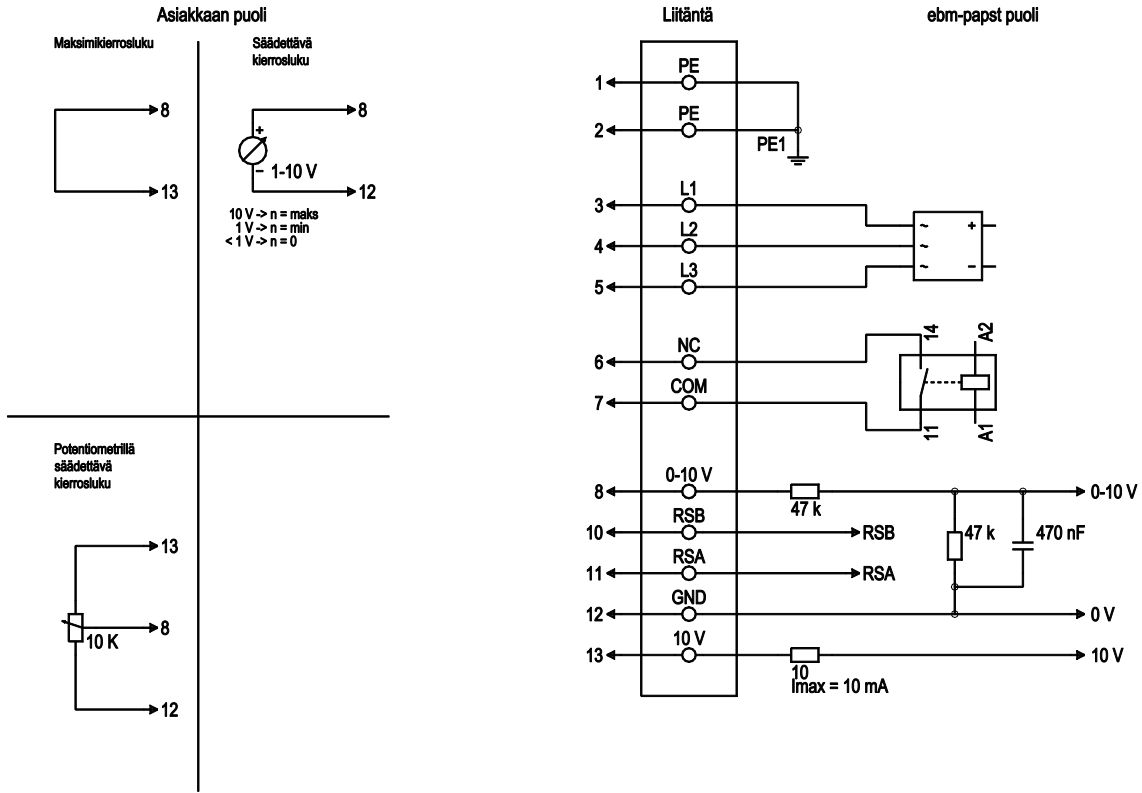 Asiakkaan puoli
Liitäntä
ebm-papst puoli
Maksimikierrosluku
8
13
Säädettävä
kierrosluku
8
+
1-10 V
−
12
10 V -> n = maks
1 V -> n = min
< 1 V -> n = 0
Potentiometrillä
säädettävä
kierrosluku
13
10 K
8
12
1
PE
2
PE
PE1
3
L1
4
L2
5
L3
~
+
~
~
−
6
NC
14
A2
7
COM
11
A1
8
0-10 V
47 k
0-10 V
10
RSB
RSB
47 k
470 nF
11
RSA
RSA
12
GND
0 V
13
10 V
10
10 V
Imax = 10 mA